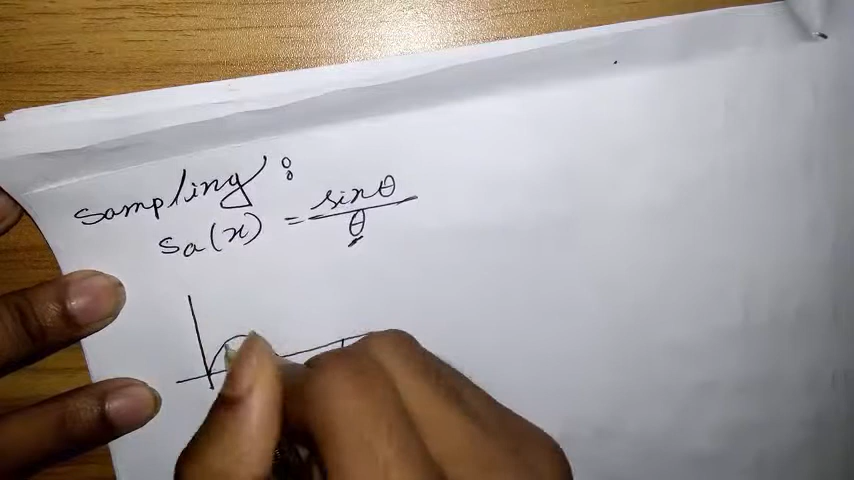 Sampling :
Sa(x) = sinθ / θ